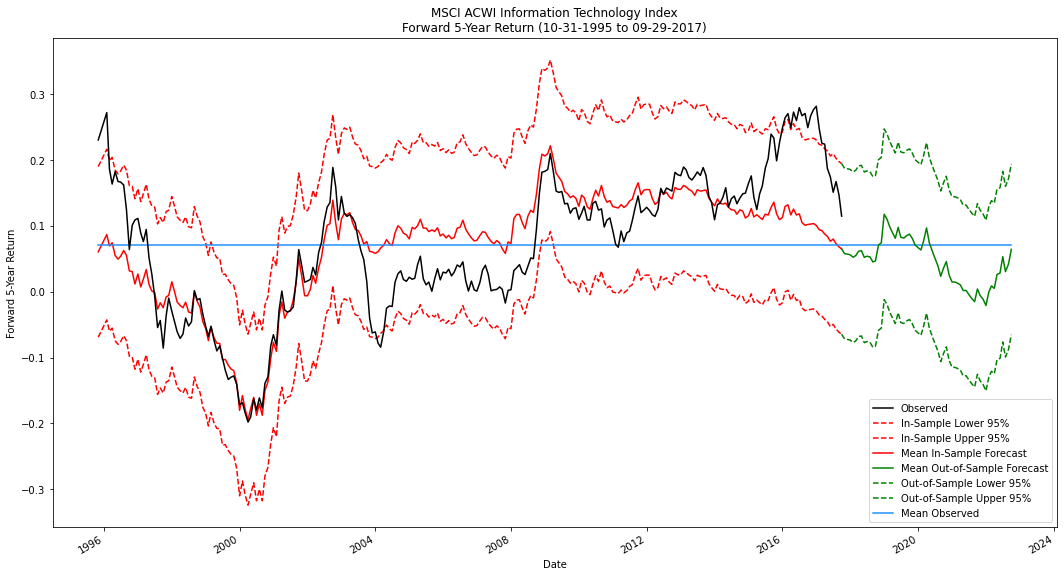 MSCI ACWI Information Technology Index
Forward 5-Year Return (10-31-1995 to 09-29-2017)
Forward 5-Year Return
0.3
0.2
0.1
0.0
−0.1
−0.2
−0.3
1996
2000
2004
2008
2012
2016
2020
2024
Date
Observed
In-Sample Lower 95%
In-Sample Upper 95%
Mean In-Sample Forecast
Mean Out-of-Sample Forecast
Out-of-Sample Lower 95%
Out-of-Sample Upper 95%
Mean Observed